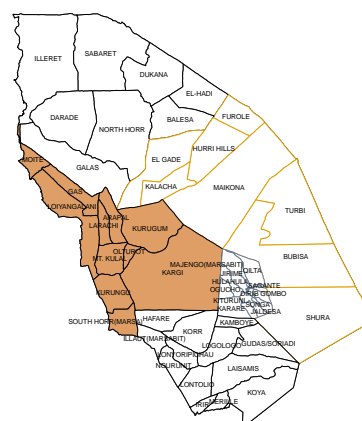 SABARET
ILLERET
DUKANA
EL-HADI
DARADE
BALESA
FUROLE
NORTH HORR
HURRI HILLS
MOITE
EL GADE
GALAS
KALACHA
MAIKONA
GAS
LOIYANGALANI
TURBI
ARAPAL
LARACHI
KURUGUM
OLTUROT
BUBISA
MT. KULAL
MAJENGO(MARSABIT)
KARGI
JIRIME
QILTA
HULAHULA
OGUCHO
SAGANTE
DIRIB GOMBO
KURUNGU
KITURUNI
SONGA
KARARE
JALDESA
SHURA
SOUTH HORR(MARSA)
HAFARE
KAMBOYE
KORR
ILLAUT(MARSABIT)
LOGOLOGO
GUDAS/SORIADI
NGURUNIT
LAISAMIS
LONTOLIO
KOYA
IRIR
MERILLE